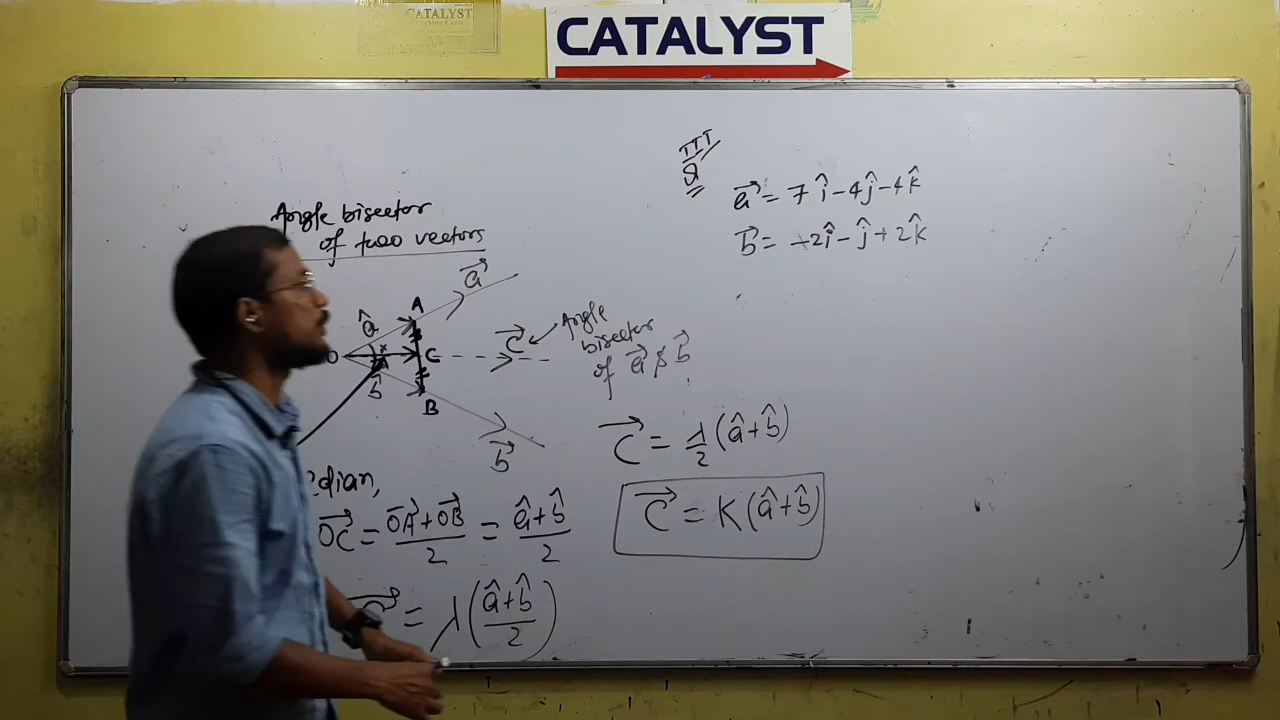 CATALYST
CATALYST
Angle bisector
of two vectors
a⃗
A
â
O
x
C
b⃗
B
b⃗
C⃗
Angle
bisector
of a⃗ & b⃗
edian,
OC⃗ = (OA⃗ + OB⃗)/2 = (â + b̂)/2
= λ((â + b̂)/2)
C⃗ = λ/2 (â + b̂)
C⃗ = K(â + b̂)
IIT
Q
a⃗ = 7î - 4ĵ - 4k̂
b⃗ = -2î - ĵ + 2k̂